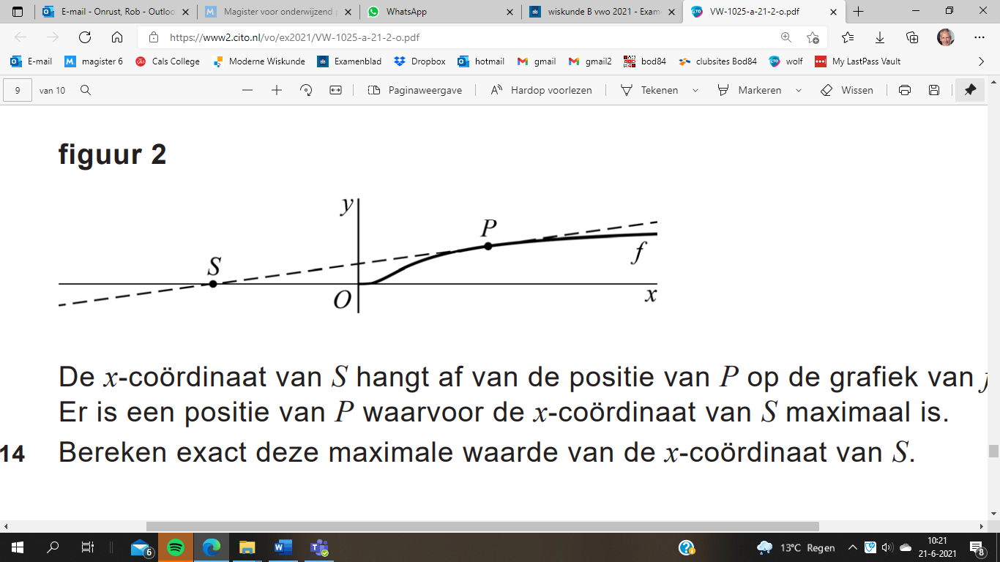 E-mail - Onrust, Rob - Outloo
Magister voor onderwijzend
WhatsApp
wiskunde B vwo 2021 - Exam
VW-1025-a-21-2-o.pdf
https://www2.cito.nl/vo/ex2021/VW-1025-a-21-2-o.pdf
E-mail
magister 6
Cals College
Moderne Wiskunde
Examenblad
Dropbox
hotmail
gmail
gmail2
bod84
clubsites Bod84
wolf
My LastPass Vault
9 van 10
Paginaweergave
Hardop voorlezen
Tekenen
Markeren
Wissen
figuur 2
y
P
S
f
O
x
De x-coördinaat van S hangt af van de positie van P op de grafiek van f
Er is een positie van P waarvoor de x-coördinaat van S maximaal is.
14 Bereken exact deze maximale waarde van de x-coördinaat van S.
6
13°C Regen
10:21
21-6-2021
8